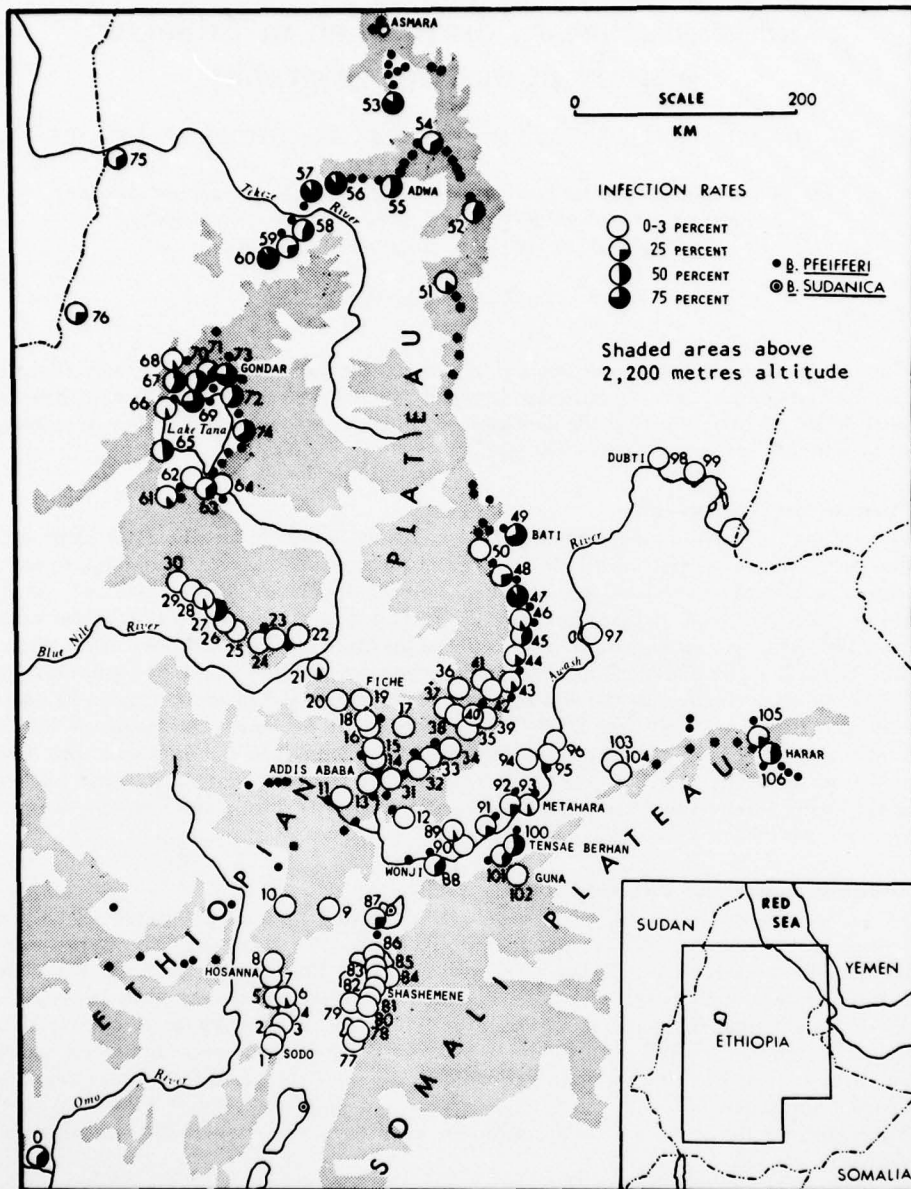 ASMARA
SCALE
0 200
KM
INFECTION RATES
0-3 PERCENT
25 PERCENT
50 PERCENT
75 PERCENT
B. PFEIFFERI
B. SUDANICA
Shaded areas above
2,200 metres altitude
53
54
75
57
56
55
ADWA
52
Tekeze
River
58
59
60
51
76
71
68
70
73
GONDAR
67
72
66
69
Lake Tana
74
65
62
64
61
63
DUBTI
98
99
49
BATI
50
River
48
30
47
29
46
28
27
23
22
45
26
25
24
97
Blue Nile
River
44
Awash
21
41
36
43
FICHE
20
19
37
42
18
17
40
39
16
38
35
105
15
34
96
103
HARAR
14
33
94
95
104
106
ADDIS ABABA
32
31
11
13
92
93
METAHARA
91
12
89
100
90
TENSAE BERHAN
WONJI
88
101
102
GUNA
10
9
87
86
8
83
85
HOSANNA
7
84
82
SHASHEMENE
5
6
79
81
4
80
2
3
78
1
SODO
77
Omo
River
0
ETHIOPIAN
PLATEAU
SOMALI PLATEAU
RED
SEA
SUDAN
YEMEN
ETHIOPIA
SOMALIA